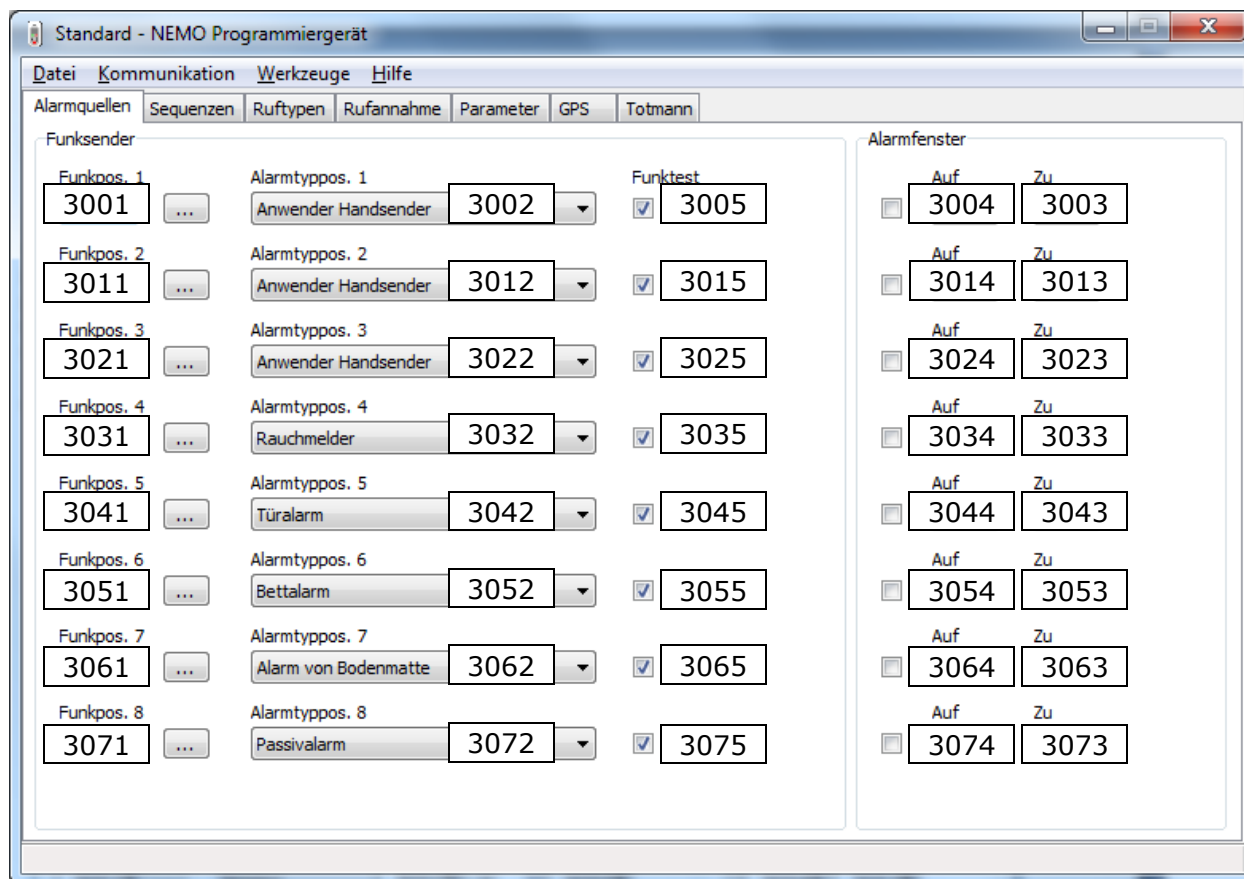 Standard - NEMO Programmiergerät
Datei Kommunikation Werkzeuge Hilfe
Alarmquellen Sequenzen Ruftypen Rufannahme Parameter GPS Totmann
Funksender Alarmfenster
Funkpos. 1 Alarmtyppos. 1 Funktest Auf Zu
3001 ... Anwender Handsender 3002 3005 3004 3003
Funkpos. 2 Alarmtyppos. 2 Auf Zu
3011 ... Anwender Handsender 3012 3015 3014 3013
Funkpos. 3 Alarmtyppos. 3 Auf Zu
3021 ... Anwender Handsender 3022 3025 3024 3023
Funkpos. 4 Alarmtyppos. 4 Auf Zu
3031 ... Rauchmelder 3032 3035 3034 3033
Funkpos. 5 Alarmtyppos. 5 Auf Zu
3041 ... Türalarm 3042 3045 3044 3043
Funkpos. 6 Alarmtyppos. 6 Auf Zu
3051 ... Bettalarm 3052 3055 3054 3053
Funkpos. 7 Alarmtyppos. 7 Auf Zu
3061 ... Alarm von Bodenmatte 3062 3065 3064 3063
Funkpos. 8 Alarmtyppos. 8 Auf Zu
3071 ... Passivalarm 3072 3075 3074 3073